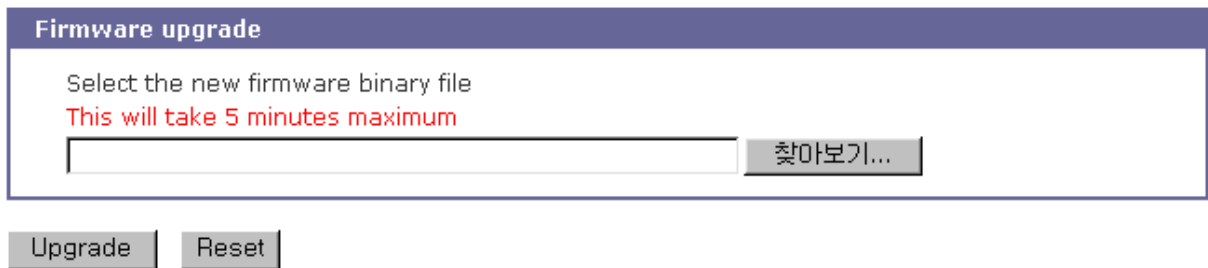 Firmware upgrade
Select the new firmware binary file
This will take 5 minutes maximum
찾아보기...
Upgrade Reset